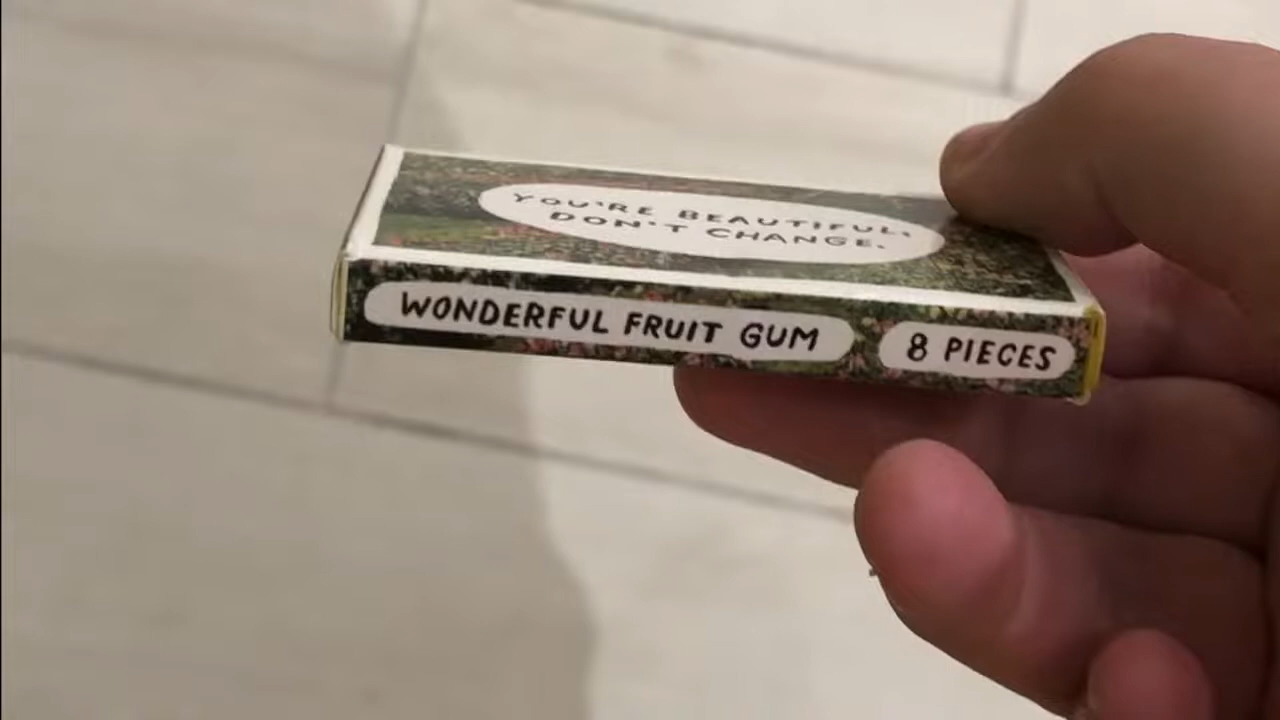 YOU'RE BEAUTIFUL.
DON'T CHANGE.
WONDERFUL FRUIT GUM
8 PIECES